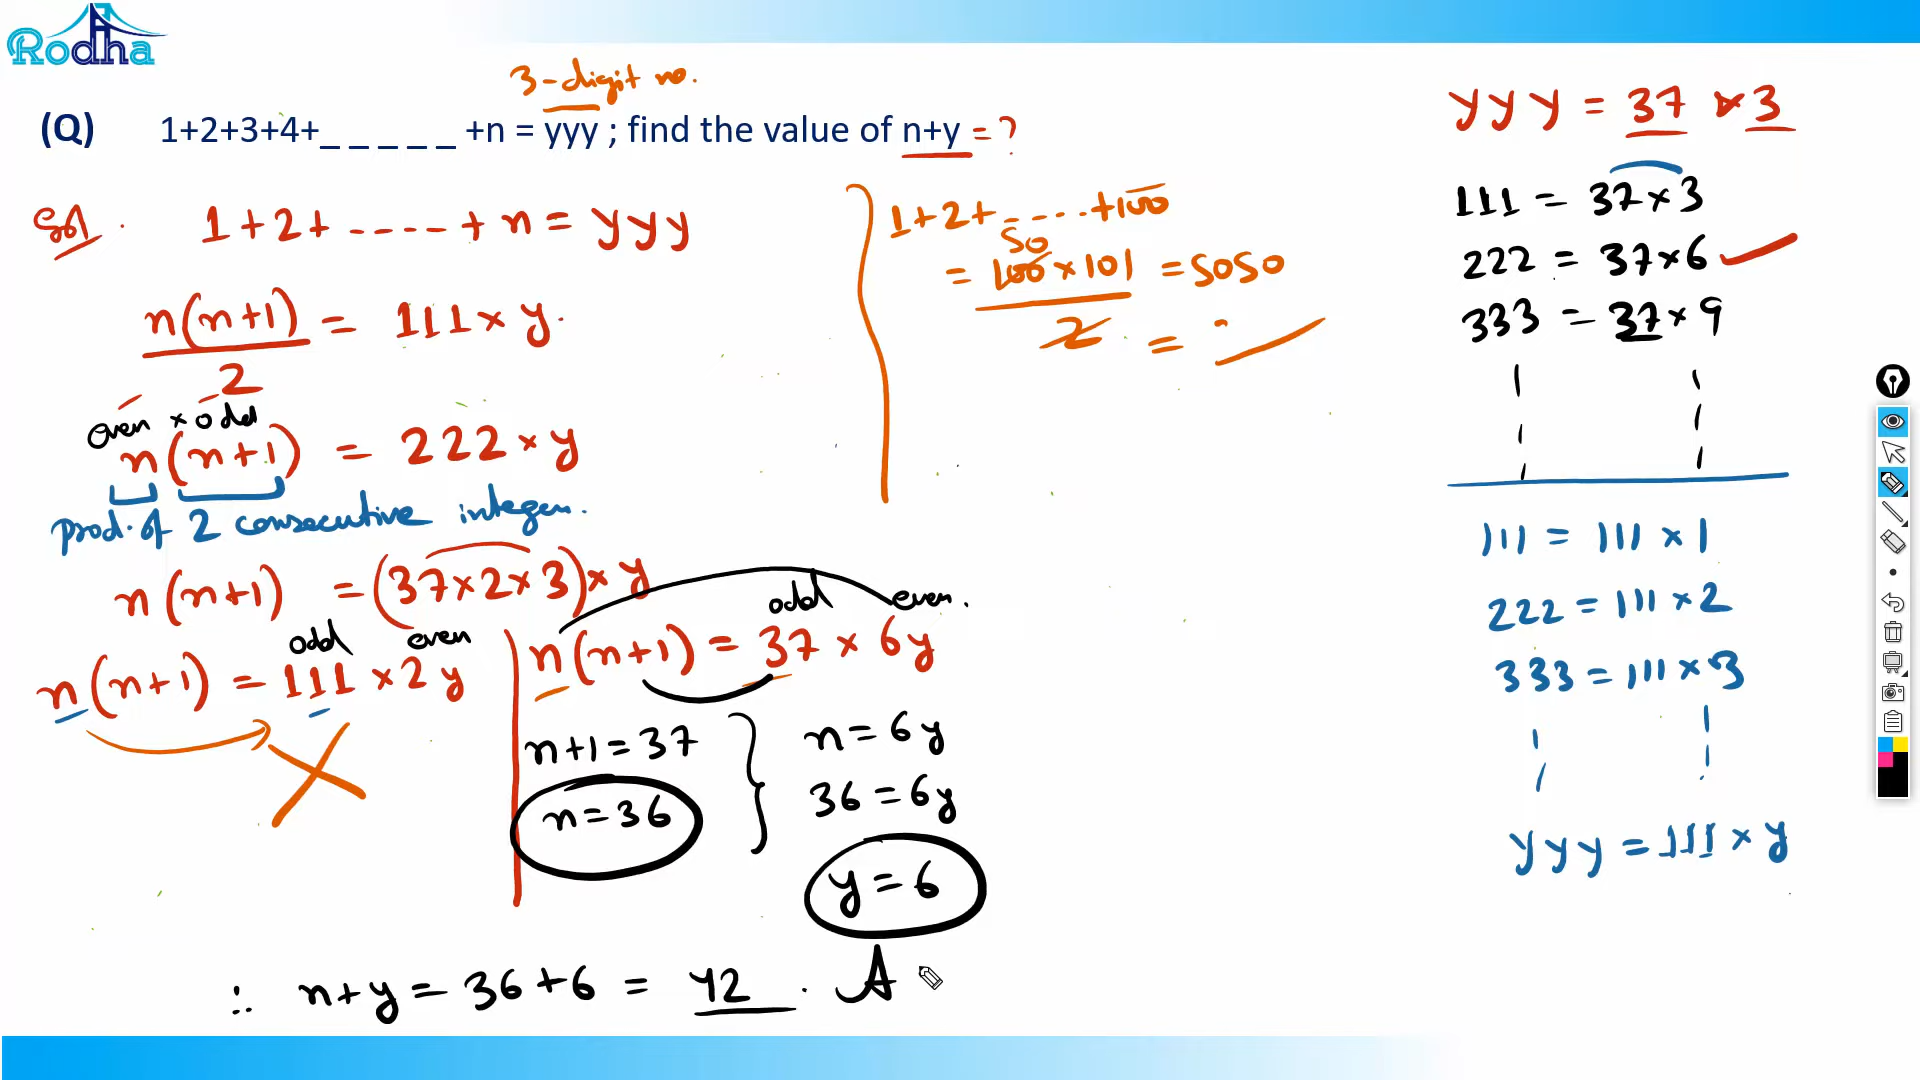 Rodha
3-digit no.
(Q) 1+2+3+4+_ _ _ _ _ +n = yyy ; find the value of n+y = ?
Sol. 1+2+ ..... + n = yyy
n(n+1) = 111 × y.
2
even × odd
n(n+1) = 222 × y
prod. of 2 consecutive integer.
n(n+1) = (37×2×3)×y
odd even
n(n+1) = 111 × 2y
odd even.
n(n+1) = 37 × 6y
n+1 = 37
n = 36
n = 6y
36 = 6y
y = 6
∴ n+y = 36+6 = 42. A
1+2+.....+100
50
= 100 × 101 = 5050
2
= ?
yyy = 37 × 3
111 = 37×3
222 = 37×6
333 = 37×9
111 = 111 × 1
222 = 111 × 2
333 = 111 × 3
yyy = 111 × y